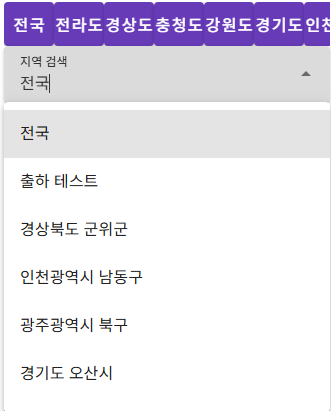 전국 전라도 경상도 충청도 강원도 경기도 인천
지역 검색
전국
전국
출하 테스트
경상북도 군위군
인천광역시 남동구
광주광역시 북구
경기도 오산시